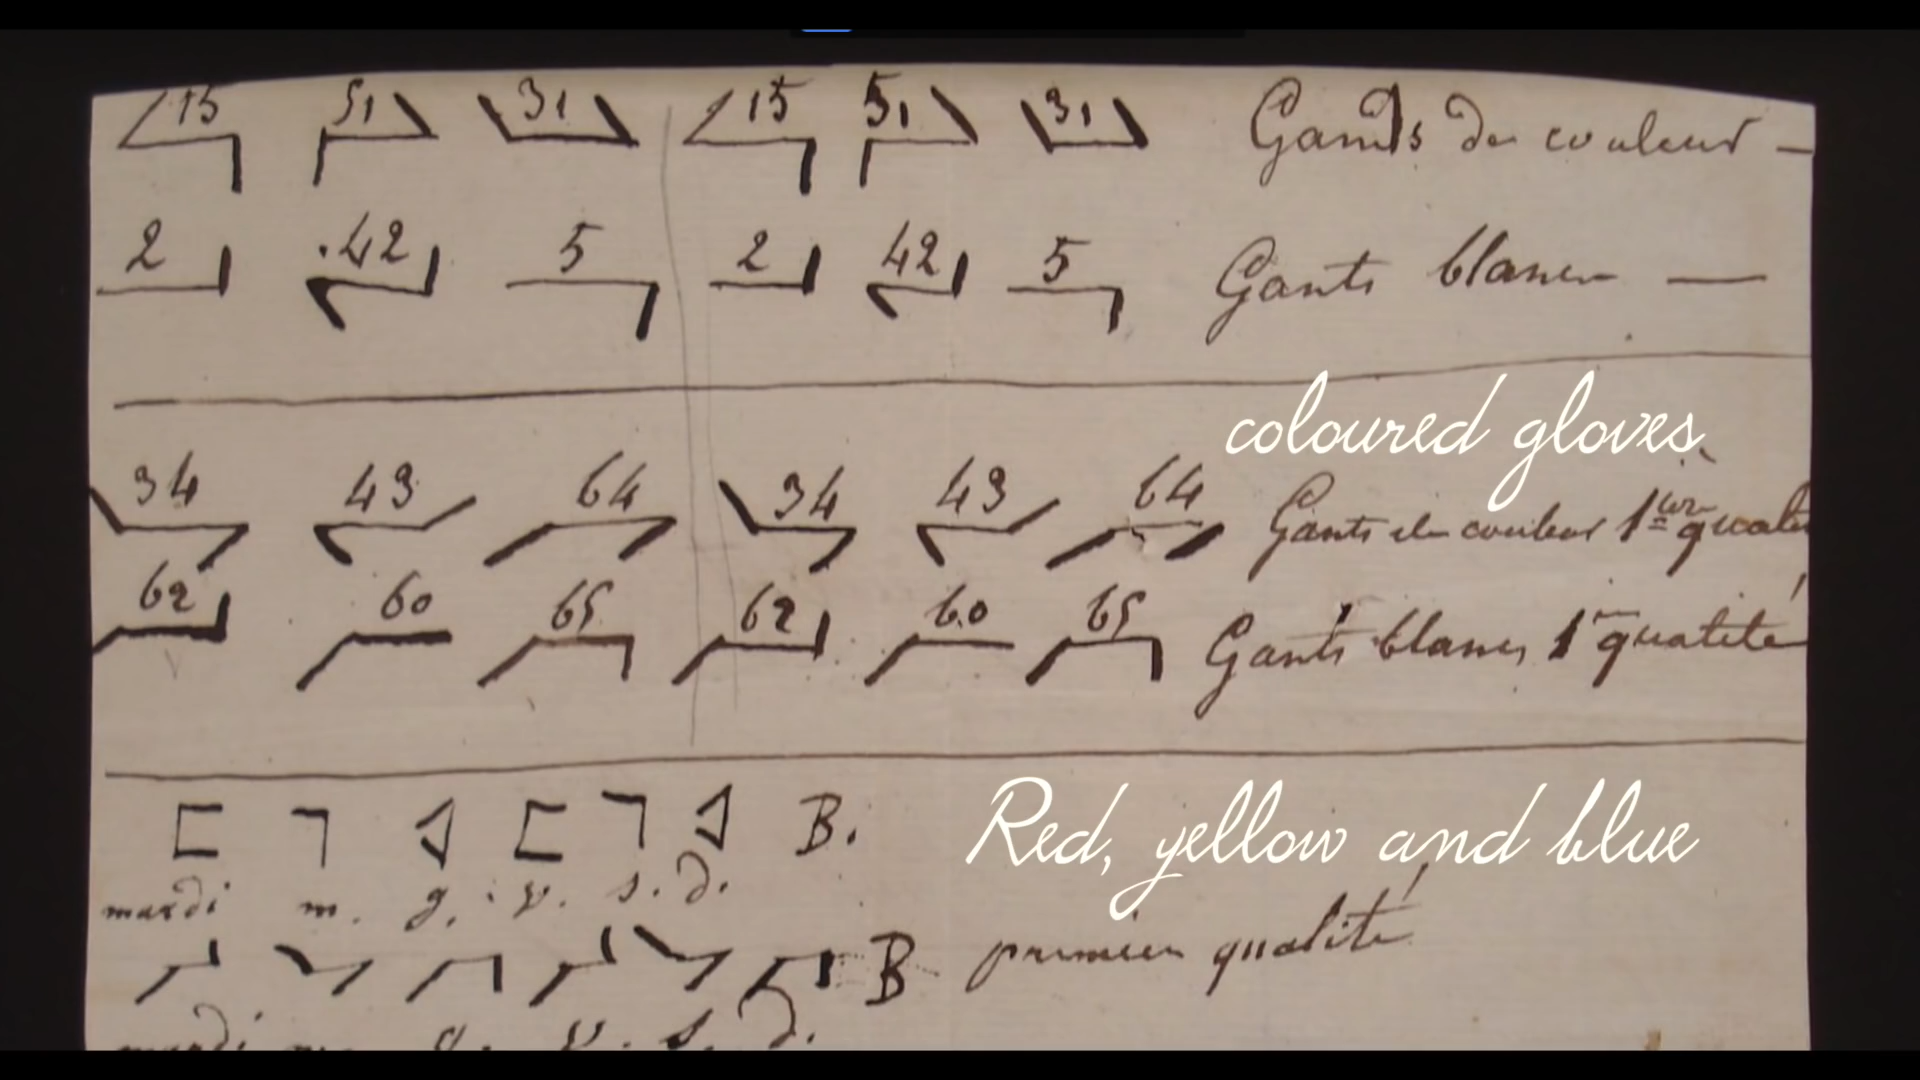 15 51 31 15 51 31 Gants de couleur —
2 .42 5 2 42 5 Gants blancs —
coloured gloves
34 43 64 34 43 64 Gants de couleur 1ère qualité
62 60 65 62 60 65 Gants blancs 1e qualité
B. Red, yellow and blue
mardi m. g. v. s. d.
B premier qualité
mardi m. g. v. s. d.